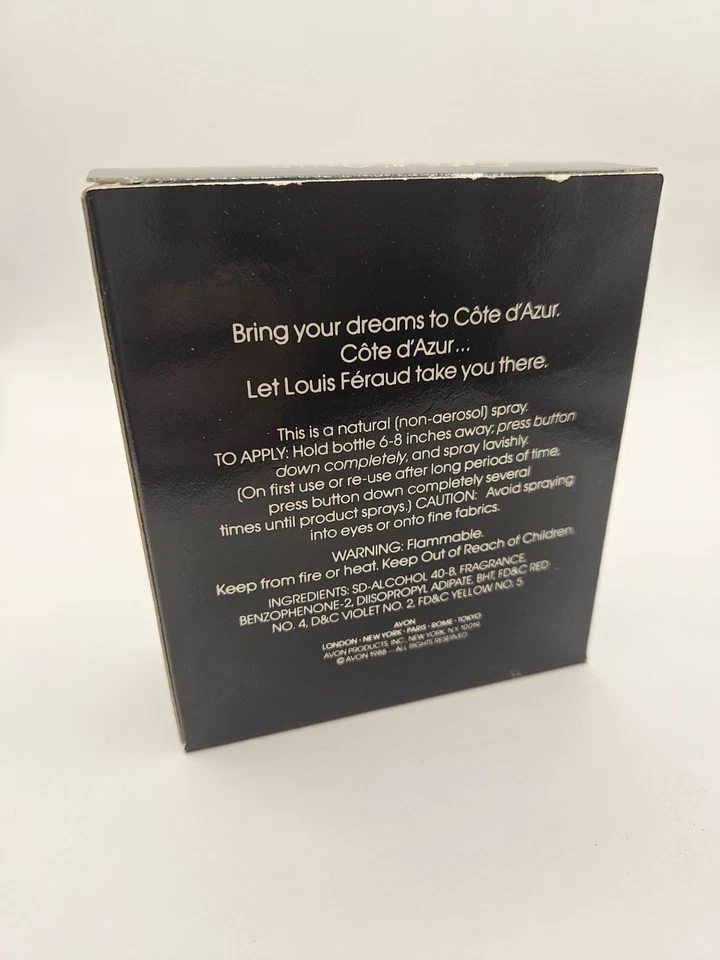 Bring your dreams to Côte d'Azur.
Côte d'Azur...
Let Louis Féraud take you there.
This is a natural (non-aerosol) spray.
TO APPLY: Hold bottle 6-8 inches away; press button
down completely, and spray lavishly.
(On first use or re-use after long periods of time,
press button down completely several
times until product sprays.) CAUTION: Avoid spraying
into eyes or onto fine fabrics.
WARNING: Flammable.
Keep from fire or heat. Keep Out of Reach of Children.
INGREDIENTS: SD-ALCOHOL 40-B, FRAGRANCE,
BENZOPHENONE-2, DIISOPROPYL ADIPATE, BHT, FD&C RED
NO. 4, D&C VIOLET NO. 2, FD&C YELLOW NO. 5
AVON
LONDON · NEW YORK · PARIS · ROME · TOKYO
AVON PRODUCTS, INC., NEW YORK, N.Y. 10019
© AVON 1988 — ALL RIGHTS RESERVED.